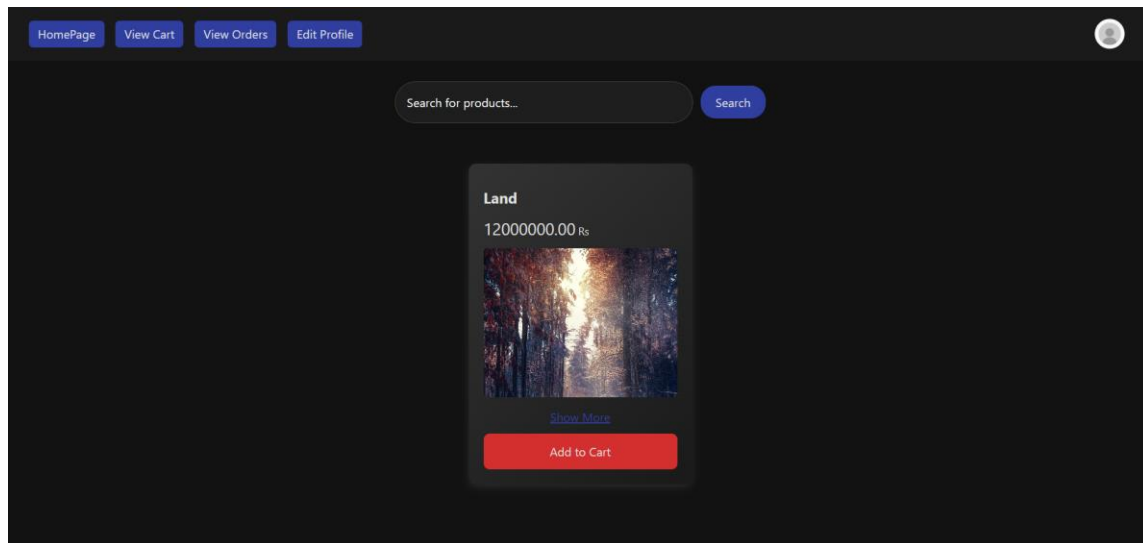 HomePage View Cart View Orders Edit Profile
Search for products... Search
Land
12000000.00 Rs
Show More
Add to Cart